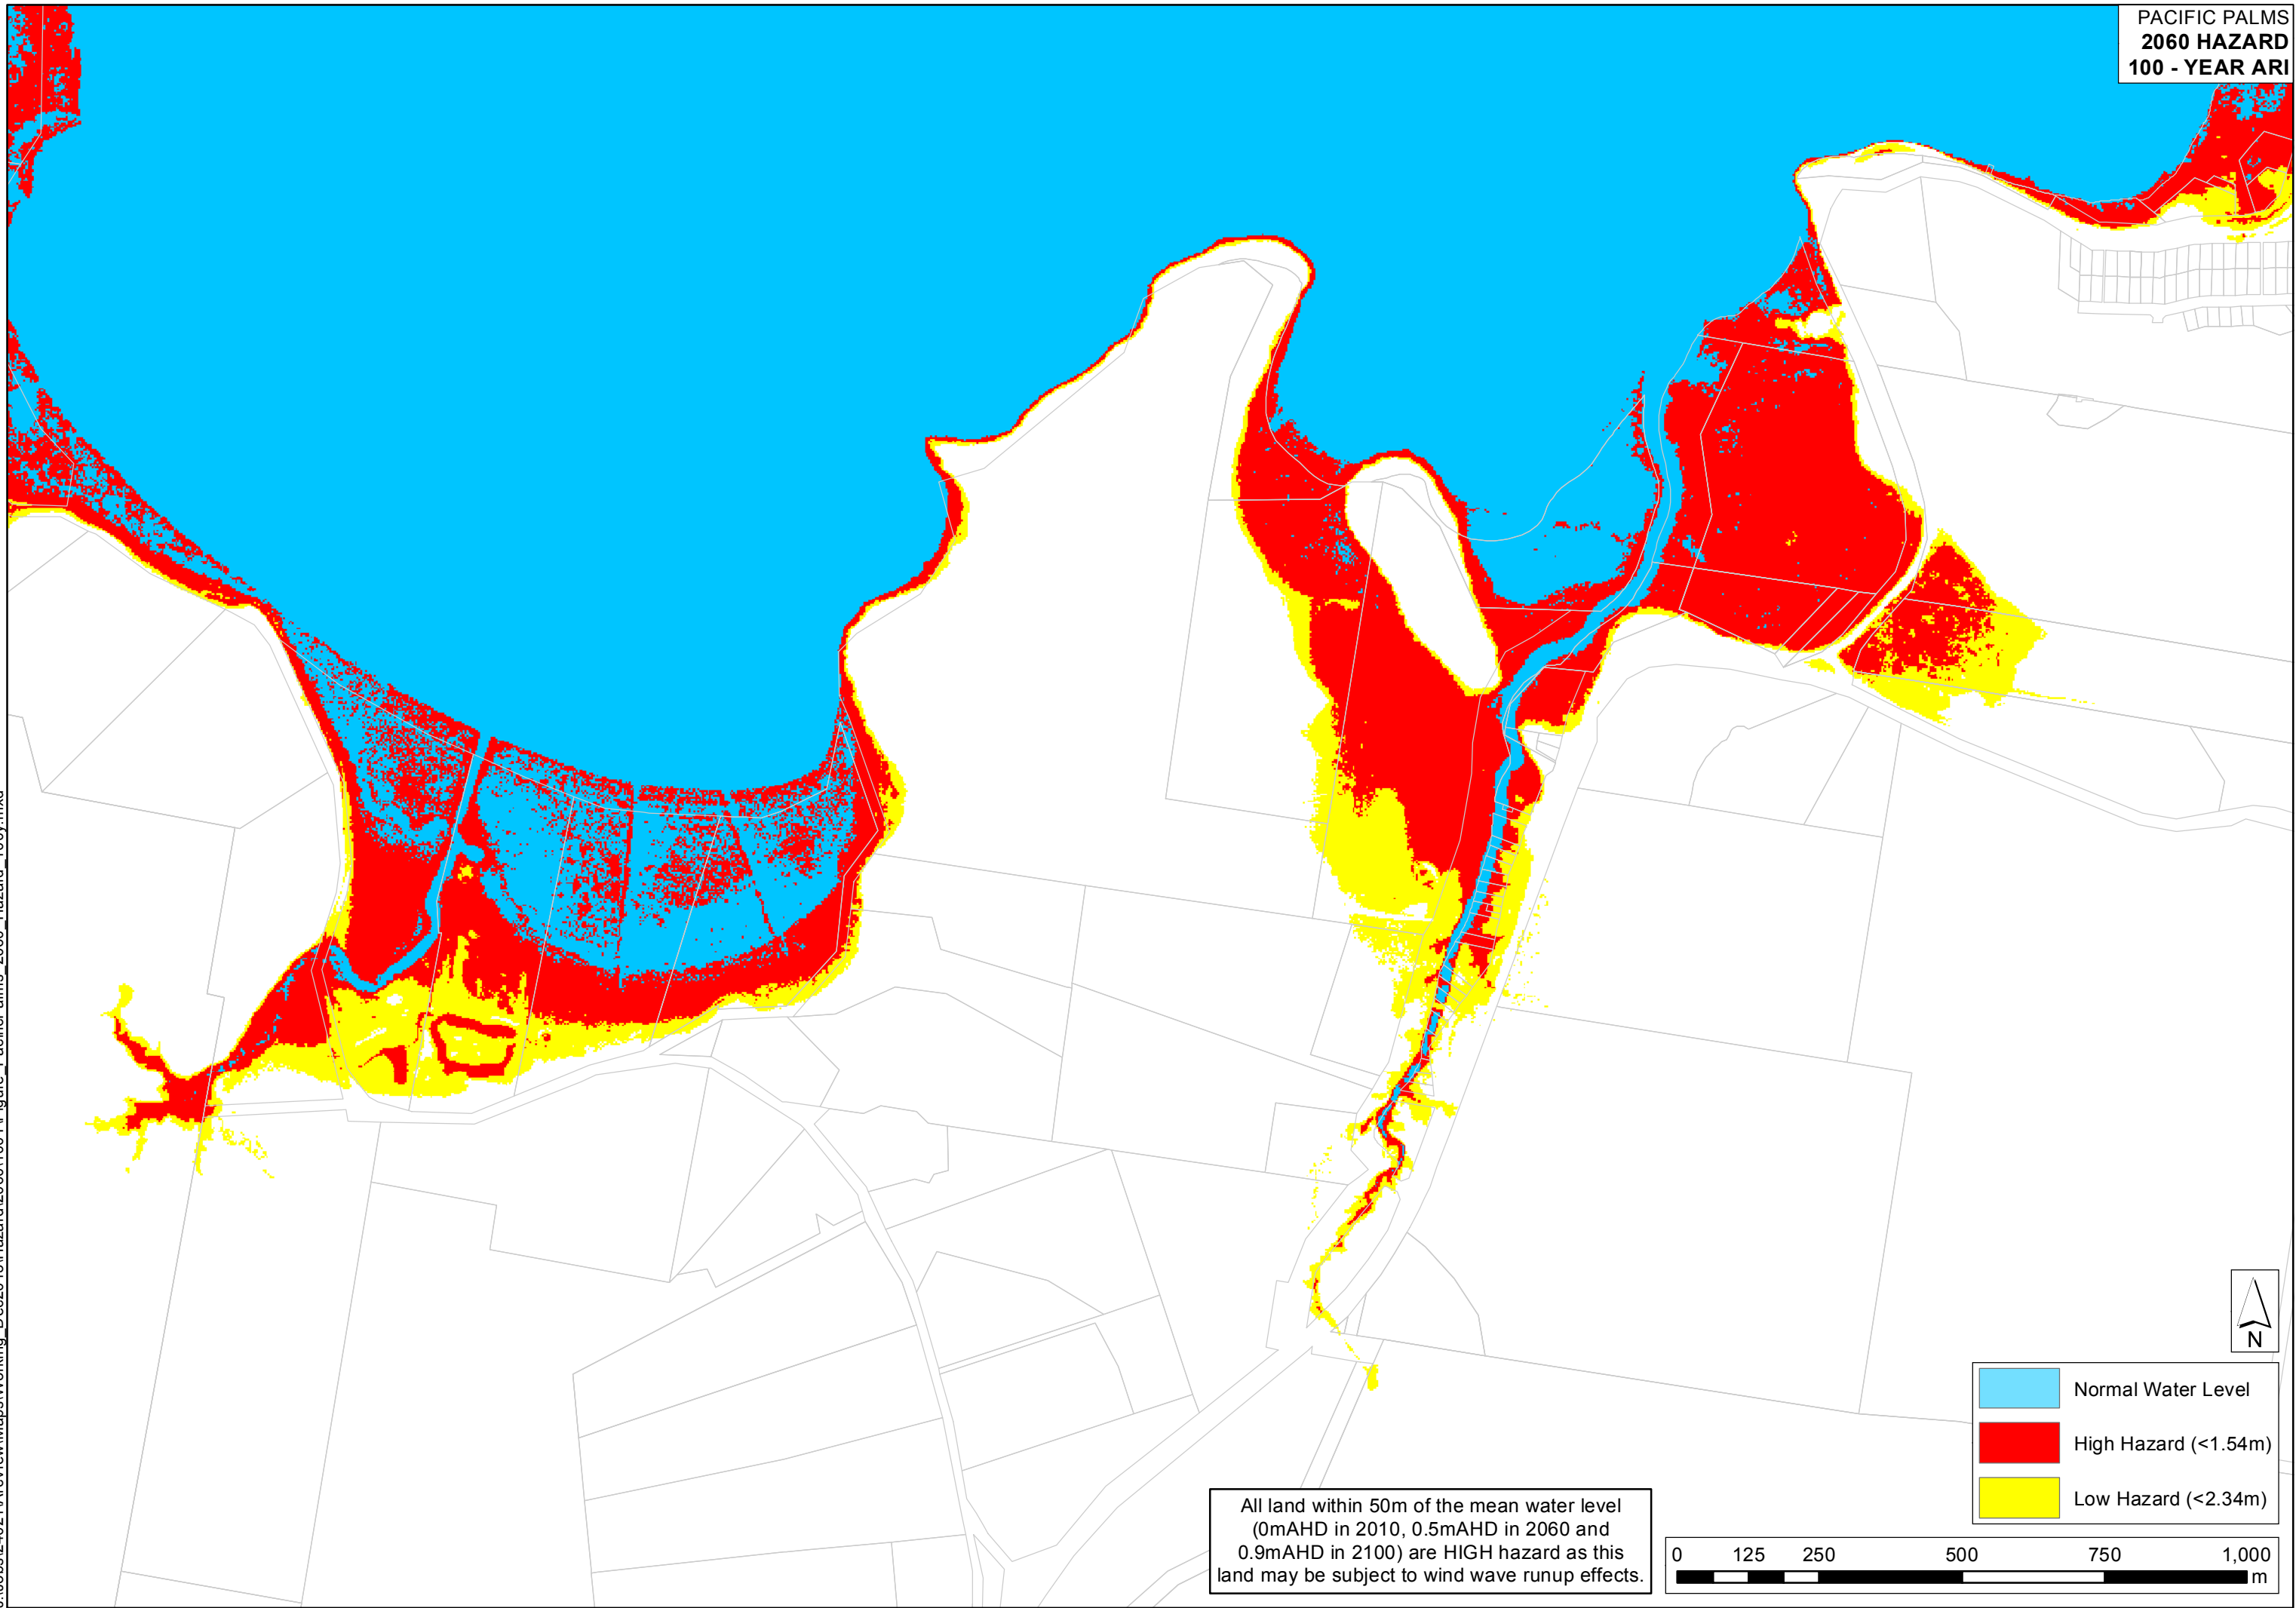 PACIFIC PALMS
2060 HAZARD
100 - YEAR ARI
N
Normal Water Level
High Hazard (<1.54m)
Low Hazard (<2.34m)
All land within 50m of the mean water level
(0mAHD in 2010, 0.5mAHD in 2060 and
0.9mAHD in 2100) are HIGH hazard as this
land may be subject to wind wave runup effects.
0 125 250 500 750 1,000
m